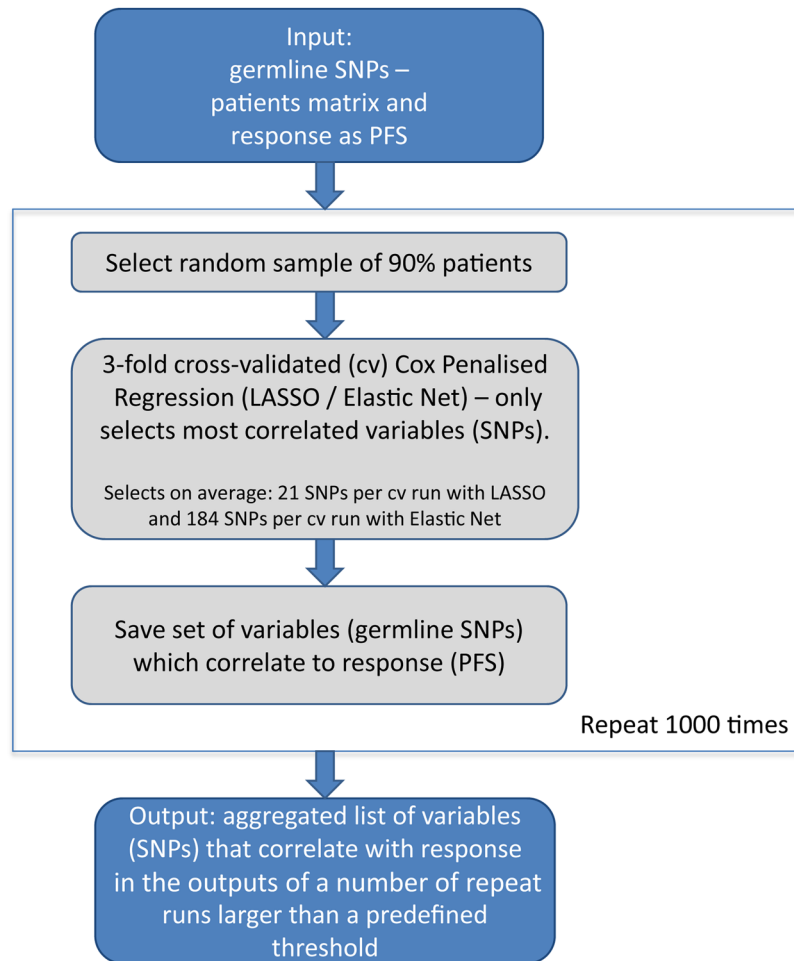 Input:
germline SNPs –
patients matrix and
response as PFS
Select random sample of 90% patients
3-fold cross-validated (cv) Cox Penalised
Regression (LASSO / Elastic Net) – only
selects most correlated variables (SNPs).
Selects on average: 21 SNPs per cv run with LASSO
and 184 SNPs per cv run with Elastic Net
Save set of variables (germline SNPs)
which correlate to response (PFS)
Repeat 1000 times
Output: aggregated list of variables
(SNPs) that correlate with response
in the outputs of a number of repeat
runs larger than a predefined
threshold